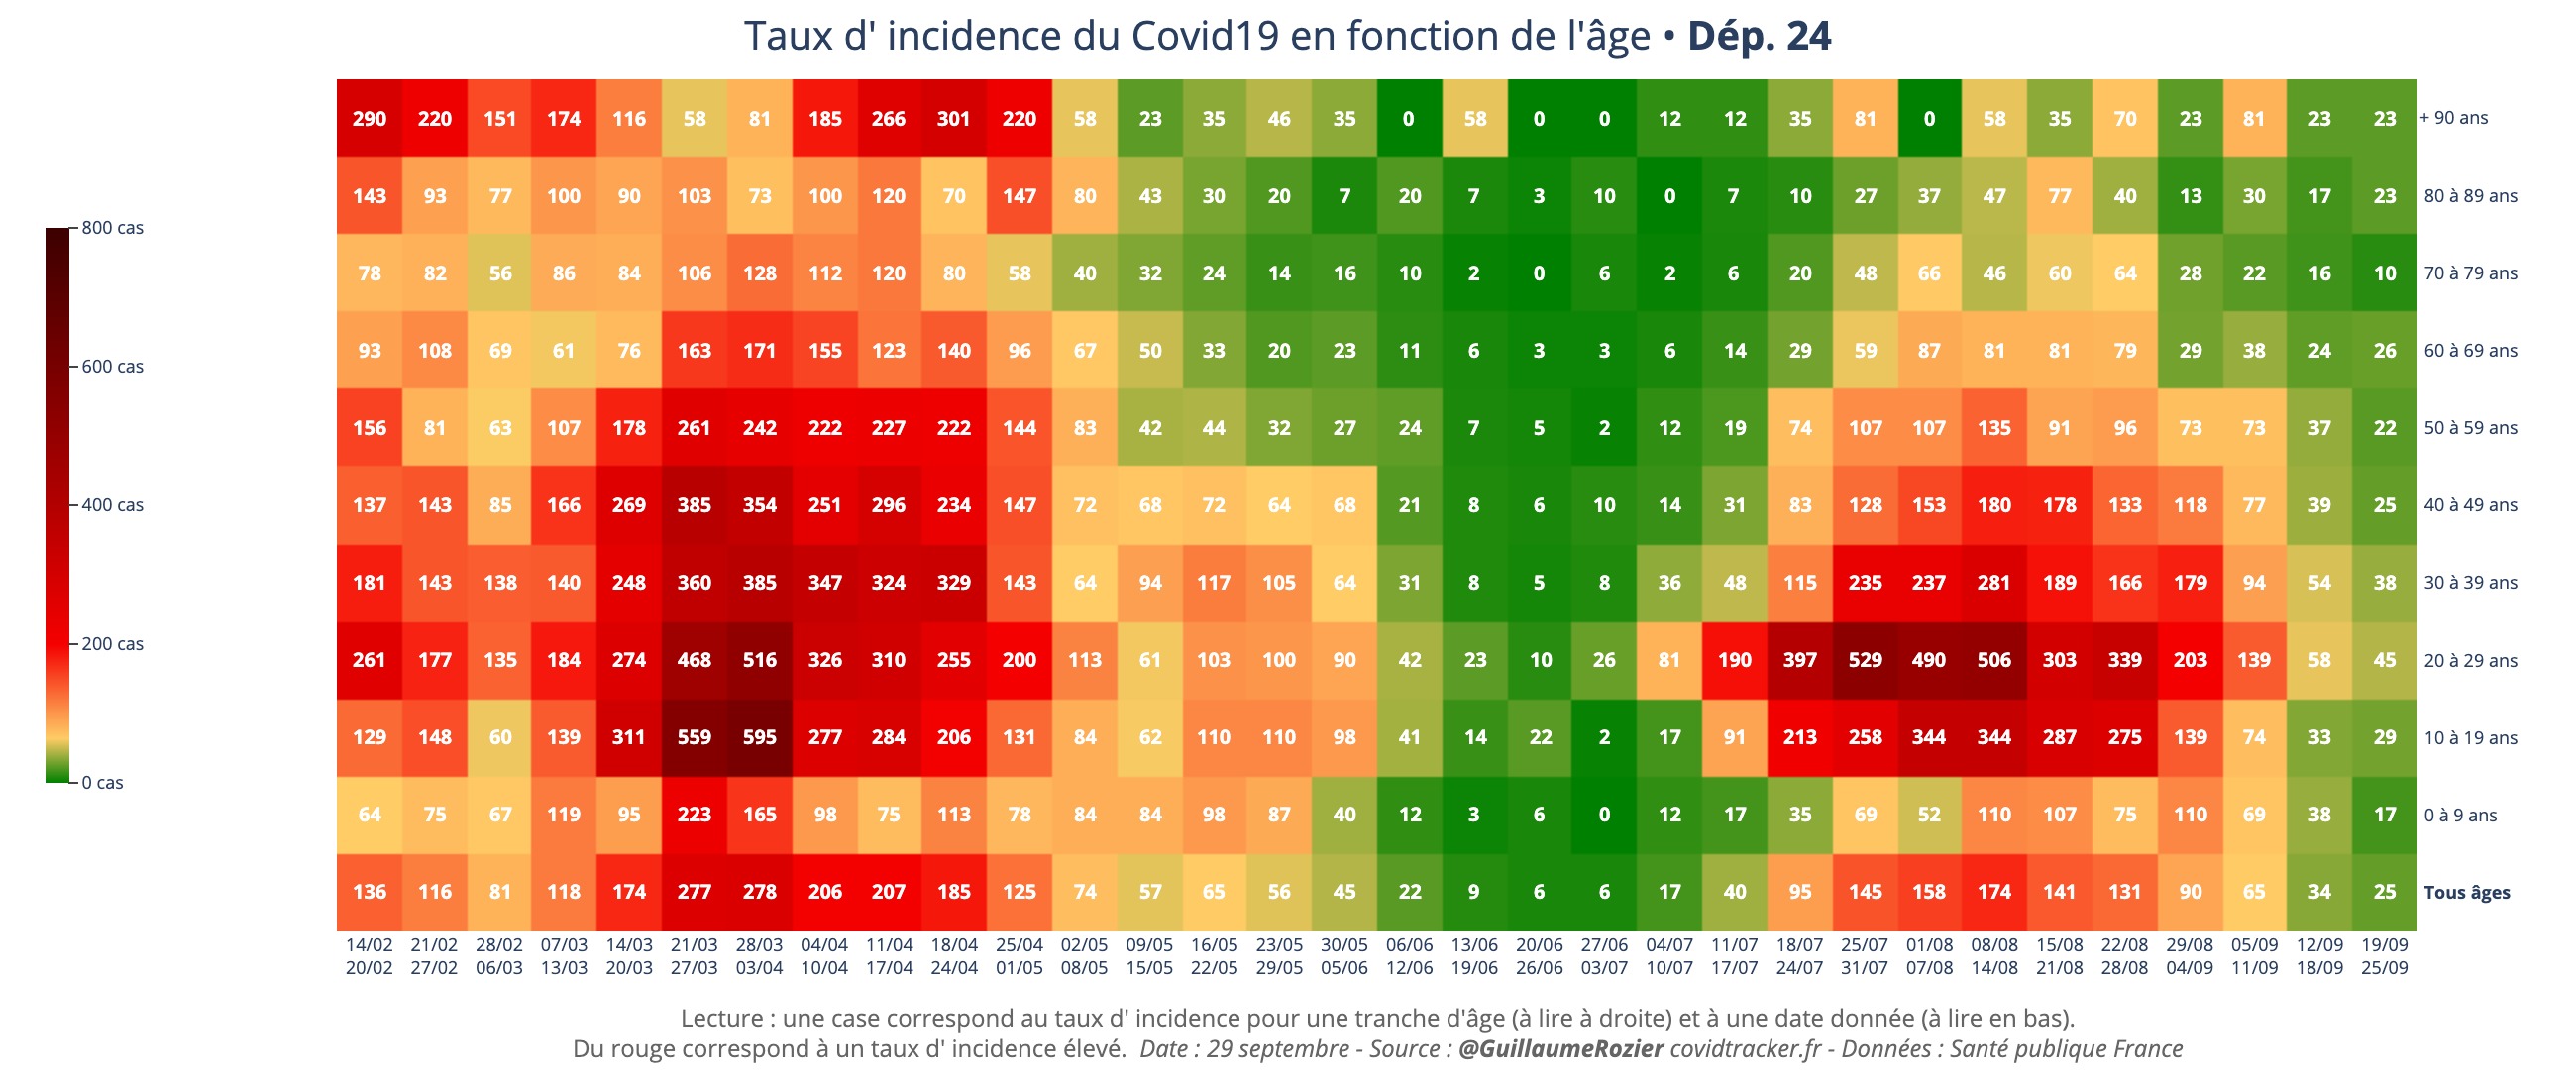 Taux d' incidence du Covid19 en fonction de l'âge • Dép. 24
800 cas
600 cas
400 cas
200 cas
0 cas
290 220 151 174 116 58 81 185 266 301 220 58 23 35 46 35 0 58 0 0 12 12 35 81 0 58 35 70 23 81 23 23 + 90 ans
143 93 77 100 90 103 73 100 120 70 147 80 43 30 20 7 20 7 3 10 0 7 10 27 37 47 77 40 13 30 17 23 80 à 89 ans
78 82 56 86 84 106 128 112 120 80 58 40 32 24 14 16 10 2 0 6 2 6 20 48 66 46 60 64 28 22 16 10 70 à 79 ans
93 108 69 61 76 163 171 155 123 140 96 67 50 33 20 23 11 6 3 3 6 14 29 59 87 81 81 79 29 38 24 26 60 à 69 ans
156 81 63 107 178 261 242 222 227 222 144 83 42 44 32 27 24 7 5 2 12 19 74 107 107 135 91 96 73 73 37 22 50 à 59 ans
137 143 85 166 269 385 354 251 296 234 147 72 68 72 64 68 21 8 6 10 14 31 83 128 153 180 178 133 118 77 39 25 40 à 49 ans
181 143 138 140 248 360 385 347 324 329 143 64 94 117 105 64 31 8 5 8 36 48 115 235 237 281 189 166 179 94 54 38 30 à 39 ans
261 177 135 184 274 468 516 326 310 255 200 113 61 103 100 90 42 23 10 26 81 190 397 529 490 506 303 339 203 139 58 45 20 à 29 ans
129 148 60 139 311 559 595 277 284 206 131 84 62 110 110 98 41 14 22 2 17 91 213 258 344 344 287 275 139 74 33 29 10 à 19 ans
64 75 67 119 95 223 165 98 75 113 78 84 84 98 87 40 12 3 6 0 12 17 35 69 52 110 107 75 110 69 38 17 0 à 9 ans
136 116 81 118 174 277 278 206 207 185 125 74 57 65 56 45 22 9 6 6 17 40 95 145 158 174 141 131 90 65 34 25 Tous âges
14/02 21/02 28/02 07/03 14/03 21/03 28/03 04/04 11/04 18/04 25/04 02/05 09/05 16/05 23/05 30/05 06/06 13/06 20/06 27/06 04/07 11/07 18/07 25/07 01/08 08/08 15/08 22/08 29/08 05/09 12/09 19/09
20/02 27/02 06/03 13/03 20/03 27/03 03/04 10/04 17/04 24/04 01/05 08/05 15/05 22/05 29/05 05/06 12/06 19/06 26/06 03/07 10/07 17/07 24/07 31/07 07/08 14/08 21/08 28/08 04/09 11/09 18/09 25/09
Lecture : une case correspond au taux d' incidence pour une tranche d'âge (à lire à droite) et à une date donnée (à lire en bas).
Du rouge correspond à un taux d' incidence élevé. Date : 29 septembre - Source : @GuillaumeRozier covidtracker.fr - Données : Santé publique France